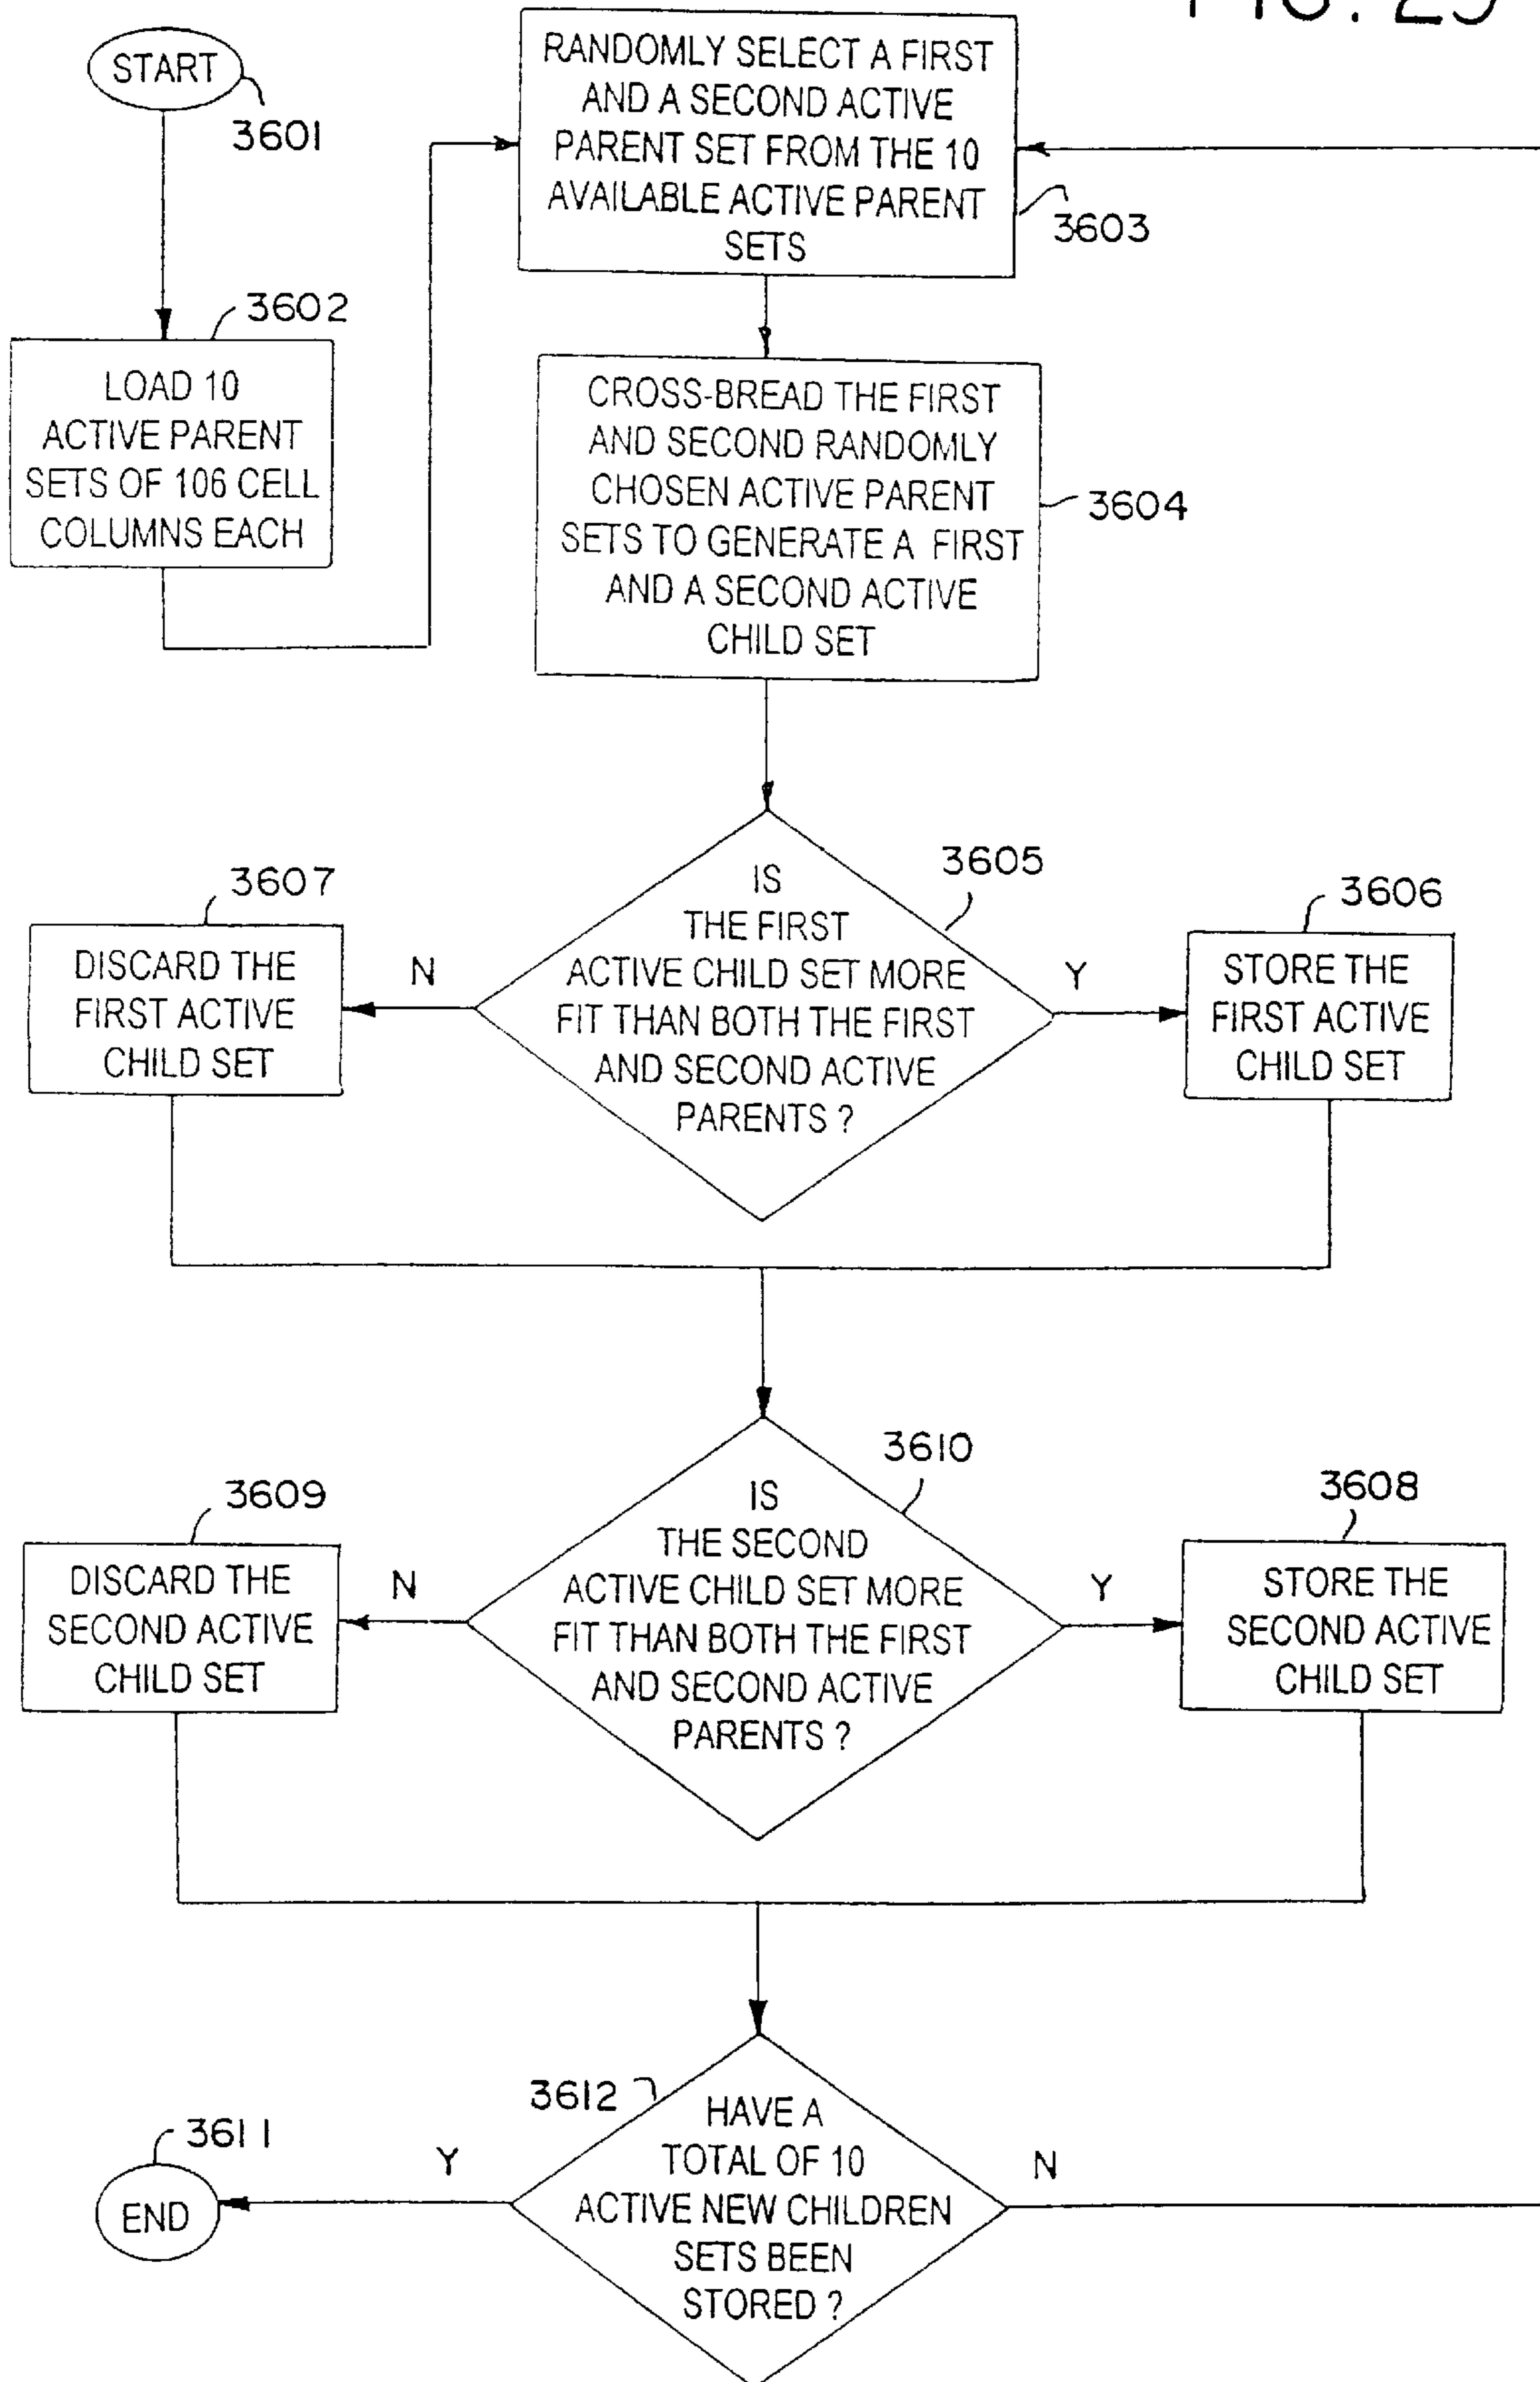 START
3601
RANDOMLY SELECT A FIRST
AND A SECOND ACTIVE
PARENT SET FROM THE 10
AVAILABLE ACTIVE PARENT
SETS
3603
3602
LOAD 10
ACTIVE PARENT
SETS OF 106 CELL
COLUMNS EACH
CROSS-BREAD THE FIRST
AND SECOND RANDOMLY
CHOSEN ACTIVE PARENT
SETS TO GENERATE A FIRST
AND A SECOND ACTIVE
CHILD SET
3604
3605
IS
THE FIRST
ACTIVE CHILD SET MORE
FIT THAN BOTH THE FIRST
AND SECOND ACTIVE
PARENTS ?
3607
N
DISCARD THE
FIRST ACTIVE
CHILD SET
3606
Y
STORE THE
FIRST ACTIVE
CHILD SET
3610
IS
THE SECOND
ACTIVE CHILD SET MORE
FIT THAN BOTH THE FIRST
AND SECOND ACTIVE
PARENTS ?
3609
N
DISCARD THE
SECOND ACTIVE
CHILD SET
3608
Y
STORE THE
SECOND ACTIVE
CHILD SET
3612
HAVE A
TOTAL OF 10
ACTIVE NEW CHILDREN
SETS BEEN
STORED ?
3611
Y
END
N